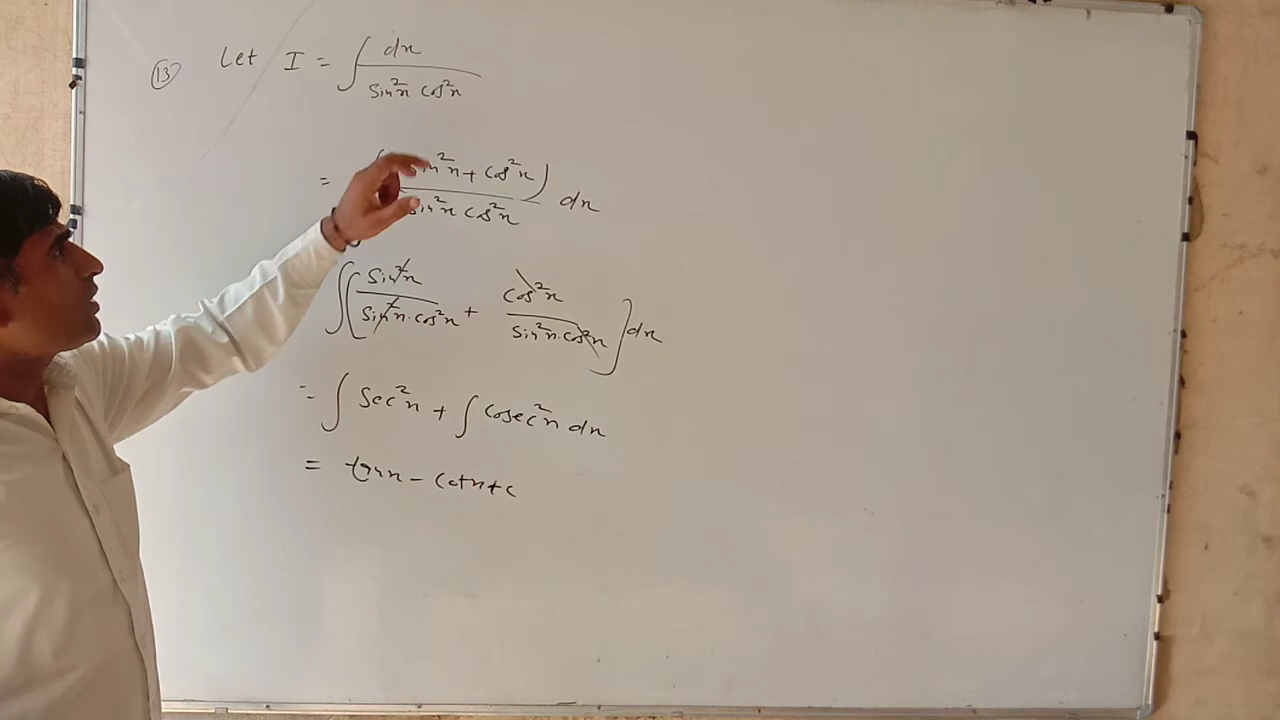 (13) Let I = ∫ dx / Sin²x Cos²x
= Sin²x + Cos²x) / Sin²x Cos²x dx
∫[Sin²x / Sin²x.Cos²x + Cos²x / Sin²x.Cos²x] dx
= ∫ Sec²x + ∫ Cosec²x dx
= tanx - Cotx + c